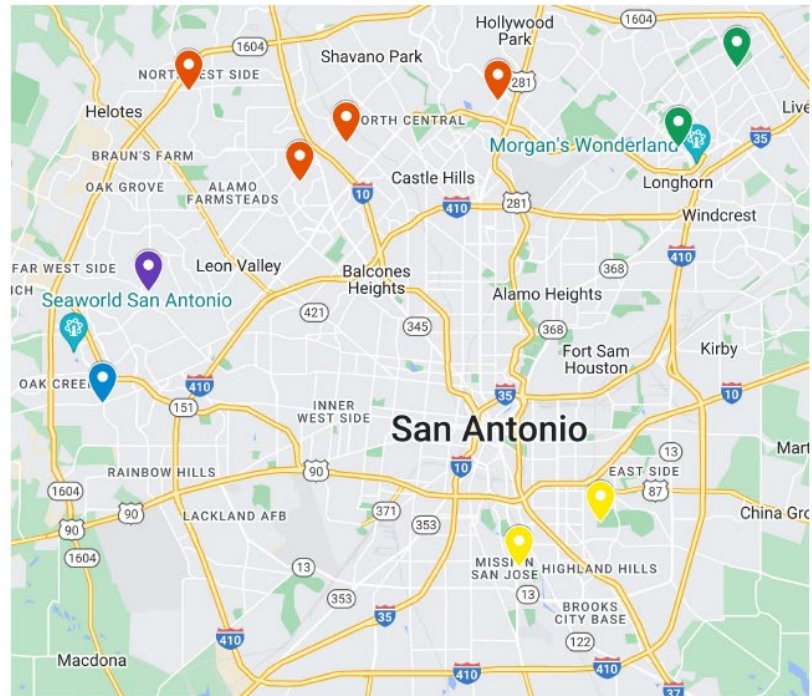 Hollywood
Park
1604
1604
Shavano Park
NORTHWEST SIDE
281
Helotes
NORTH CENTRAL
Live
Morgan's Wonderland
35
BRAUN'S FARM
Castle Hills
Longhorn
OAK GROVE
ALAMO
FARMSTEADS
10
410
281
Windcrest
410
FAR WEST SIDE
Leon Valley
Balcones
Heights
368
Seaworld San Antonio
Alamo Heights
421
345
368
Fort Sam
Houston
Kirby
OAK CREEK
410
35
10
151
INNER
WEST SIDE
San Antonio
13
Mart
RAINBOW HILLS
90
10
EAST SIDE
87
1604
90
90
LACKLAND AFB
371
353
China Gro
1604
13
MISSION
SAN JOSE
HIGHLAND HILLS
353
13
35
BROOKS
CITY BASE
410
122
Macdona
410
410
37